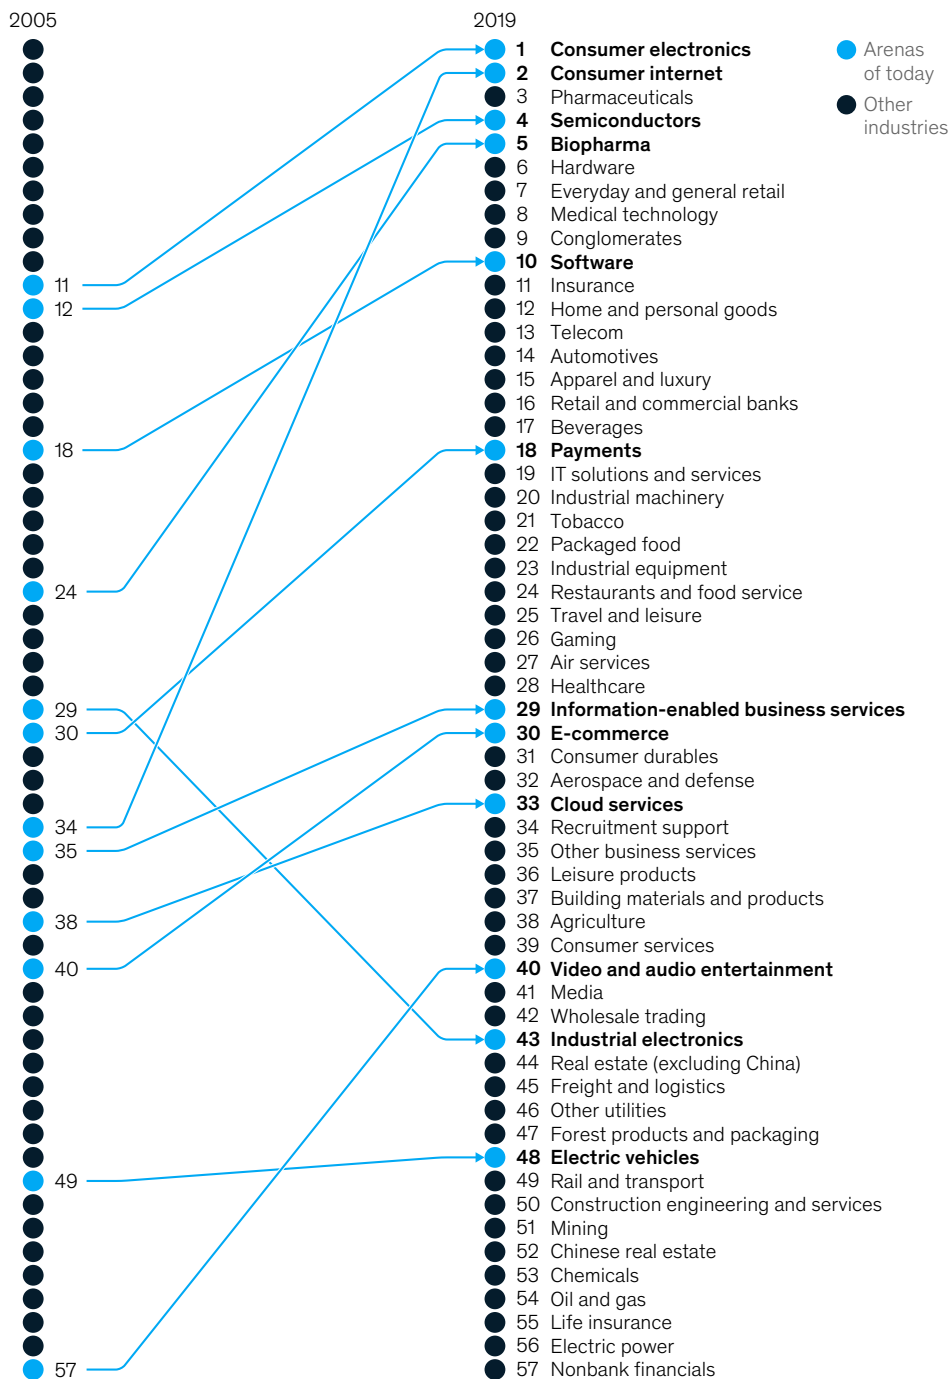 2005
2019
1 Consumer electronics
2 Consumer internet
3 Pharmaceuticals
4 Semiconductors
5 Biopharma
6 Hardware
7 Everyday and general retail
8 Medical technology
9 Conglomerates
10 Software
11 Insurance
12 Home and personal goods
13 Telecom
14 Automotives
15 Apparel and luxury
16 Retail and commercial banks
17 Beverages
18 Payments
19 IT solutions and services
20 Industrial machinery
21 Tobacco
22 Packaged food
23 Industrial equipment
24 Restaurants and food service
25 Travel and leisure
26 Gaming
27 Air services
28 Healthcare
29 Information-enabled business services
30 E-commerce
31 Consumer durables
32 Aerospace and defense
33 Cloud services
34 Recruitment support
35 Other business services
36 Leisure products
37 Building materials and products
38 Agriculture
39 Consumer services
40 Video and audio entertainment
41 Media
42 Wholesale trading
43 Industrial electronics
44 Real estate (excluding China)
45 Freight and logistics
46 Other utilities
47 Forest products and packaging
48 Electric vehicles
49 Rail and transport
50 Construction engineering and services
51 Mining
52 Chinese real estate
53 Chemicals
54 Oil and gas
55 Life insurance
56 Electric power
57 Nonbank financials
11
12
18
24
29
30
34
35
38
40
49
57
Arenas
of today
Other
industries